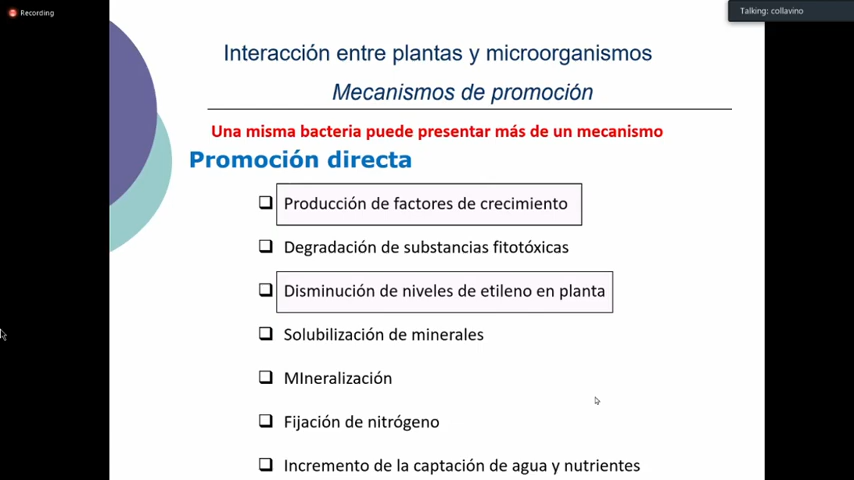 Recording
Talking: collavino
Interacción entre plantas y microorganismos
Mecanismos de promoción
Una misma bacteria puede presentar más de un mecanismo
Promoción directa
Producción de factores de crecimiento
Degradación de substancias fitotóxicas
Disminución de niveles de etileno en planta
Solubilización de minerales
MIneralización
Fijación de nitrógeno
Incremento de la captación de agua y nutrientes